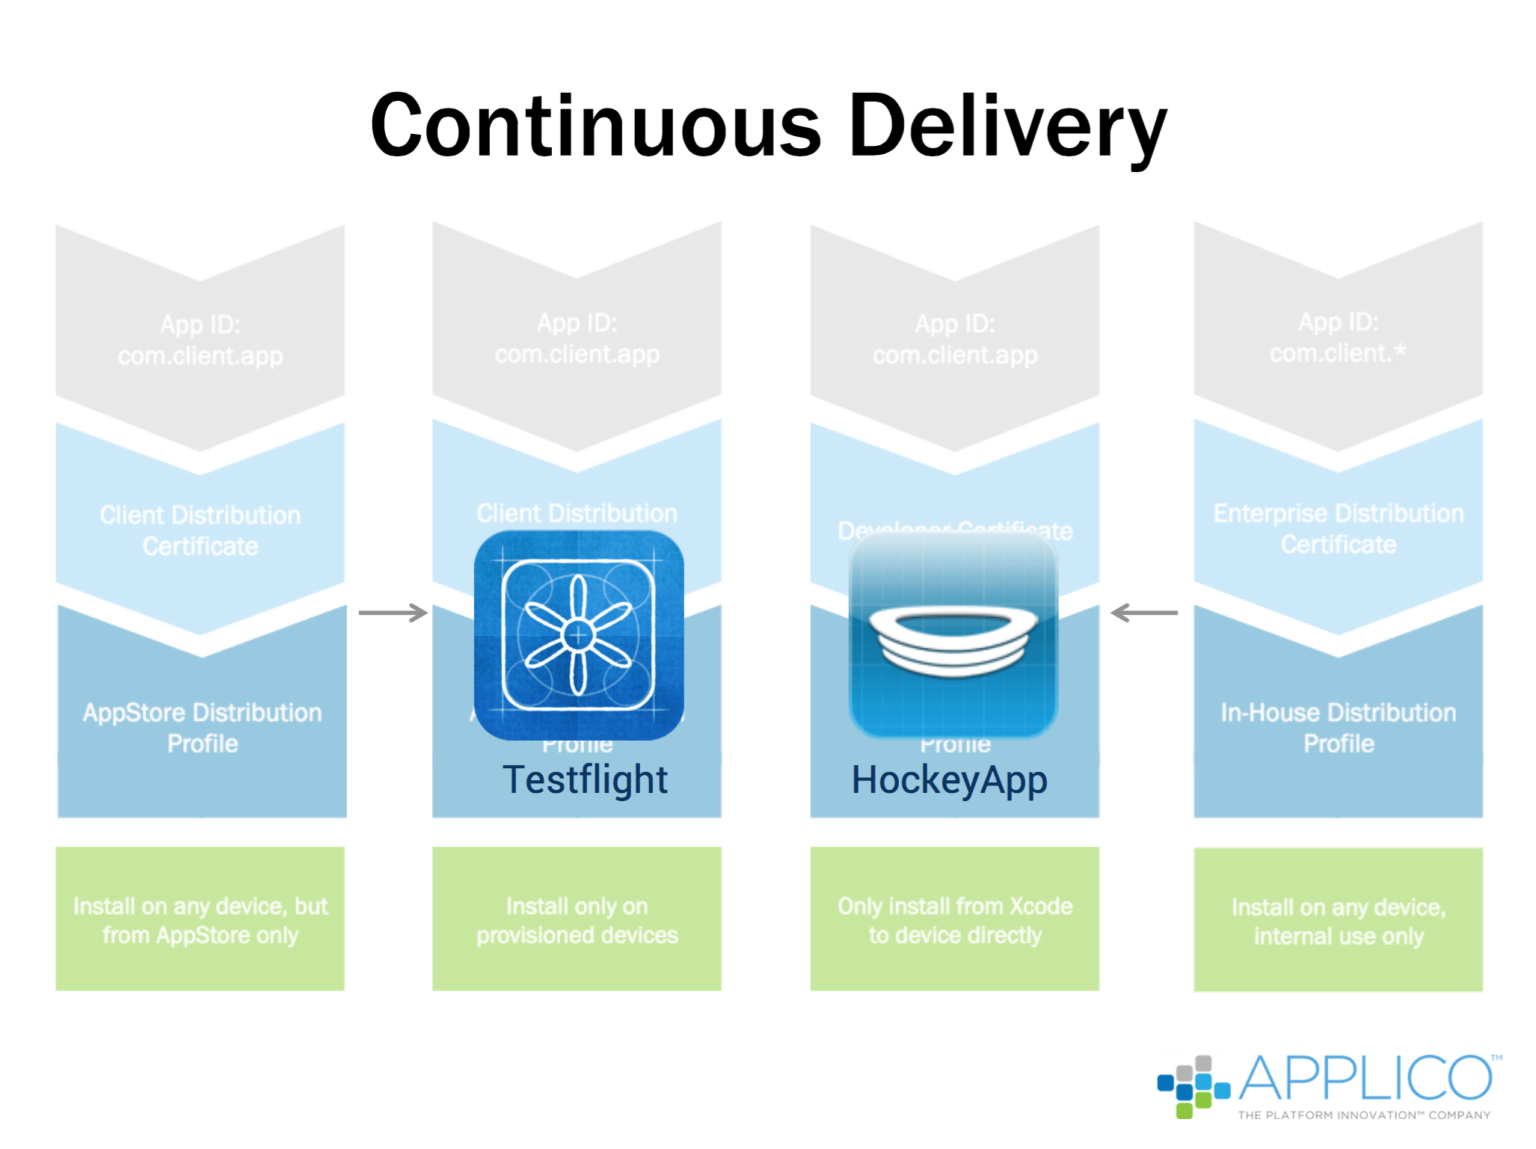 Continuous Delivery
App ID:
com.client.app
Client Distribution
Certificate
AppStore Distribution
Profile
Install on any device, but
from AppStore only
App ID:
com.client.app
Client Distribution
Profile
Testflight
Install only on
provisioned devices
App ID:
com.client.app
Developer Certificate
Profile
HockeyApp
Only install from Xcode
to device directly
App ID:
com.client.*
Enterprise Distribution
Certificate
In-House Distribution
Profile
Install on any device,
internal use only
APPLICO™
THE PLATFORM INNOVATION™ COMPANY